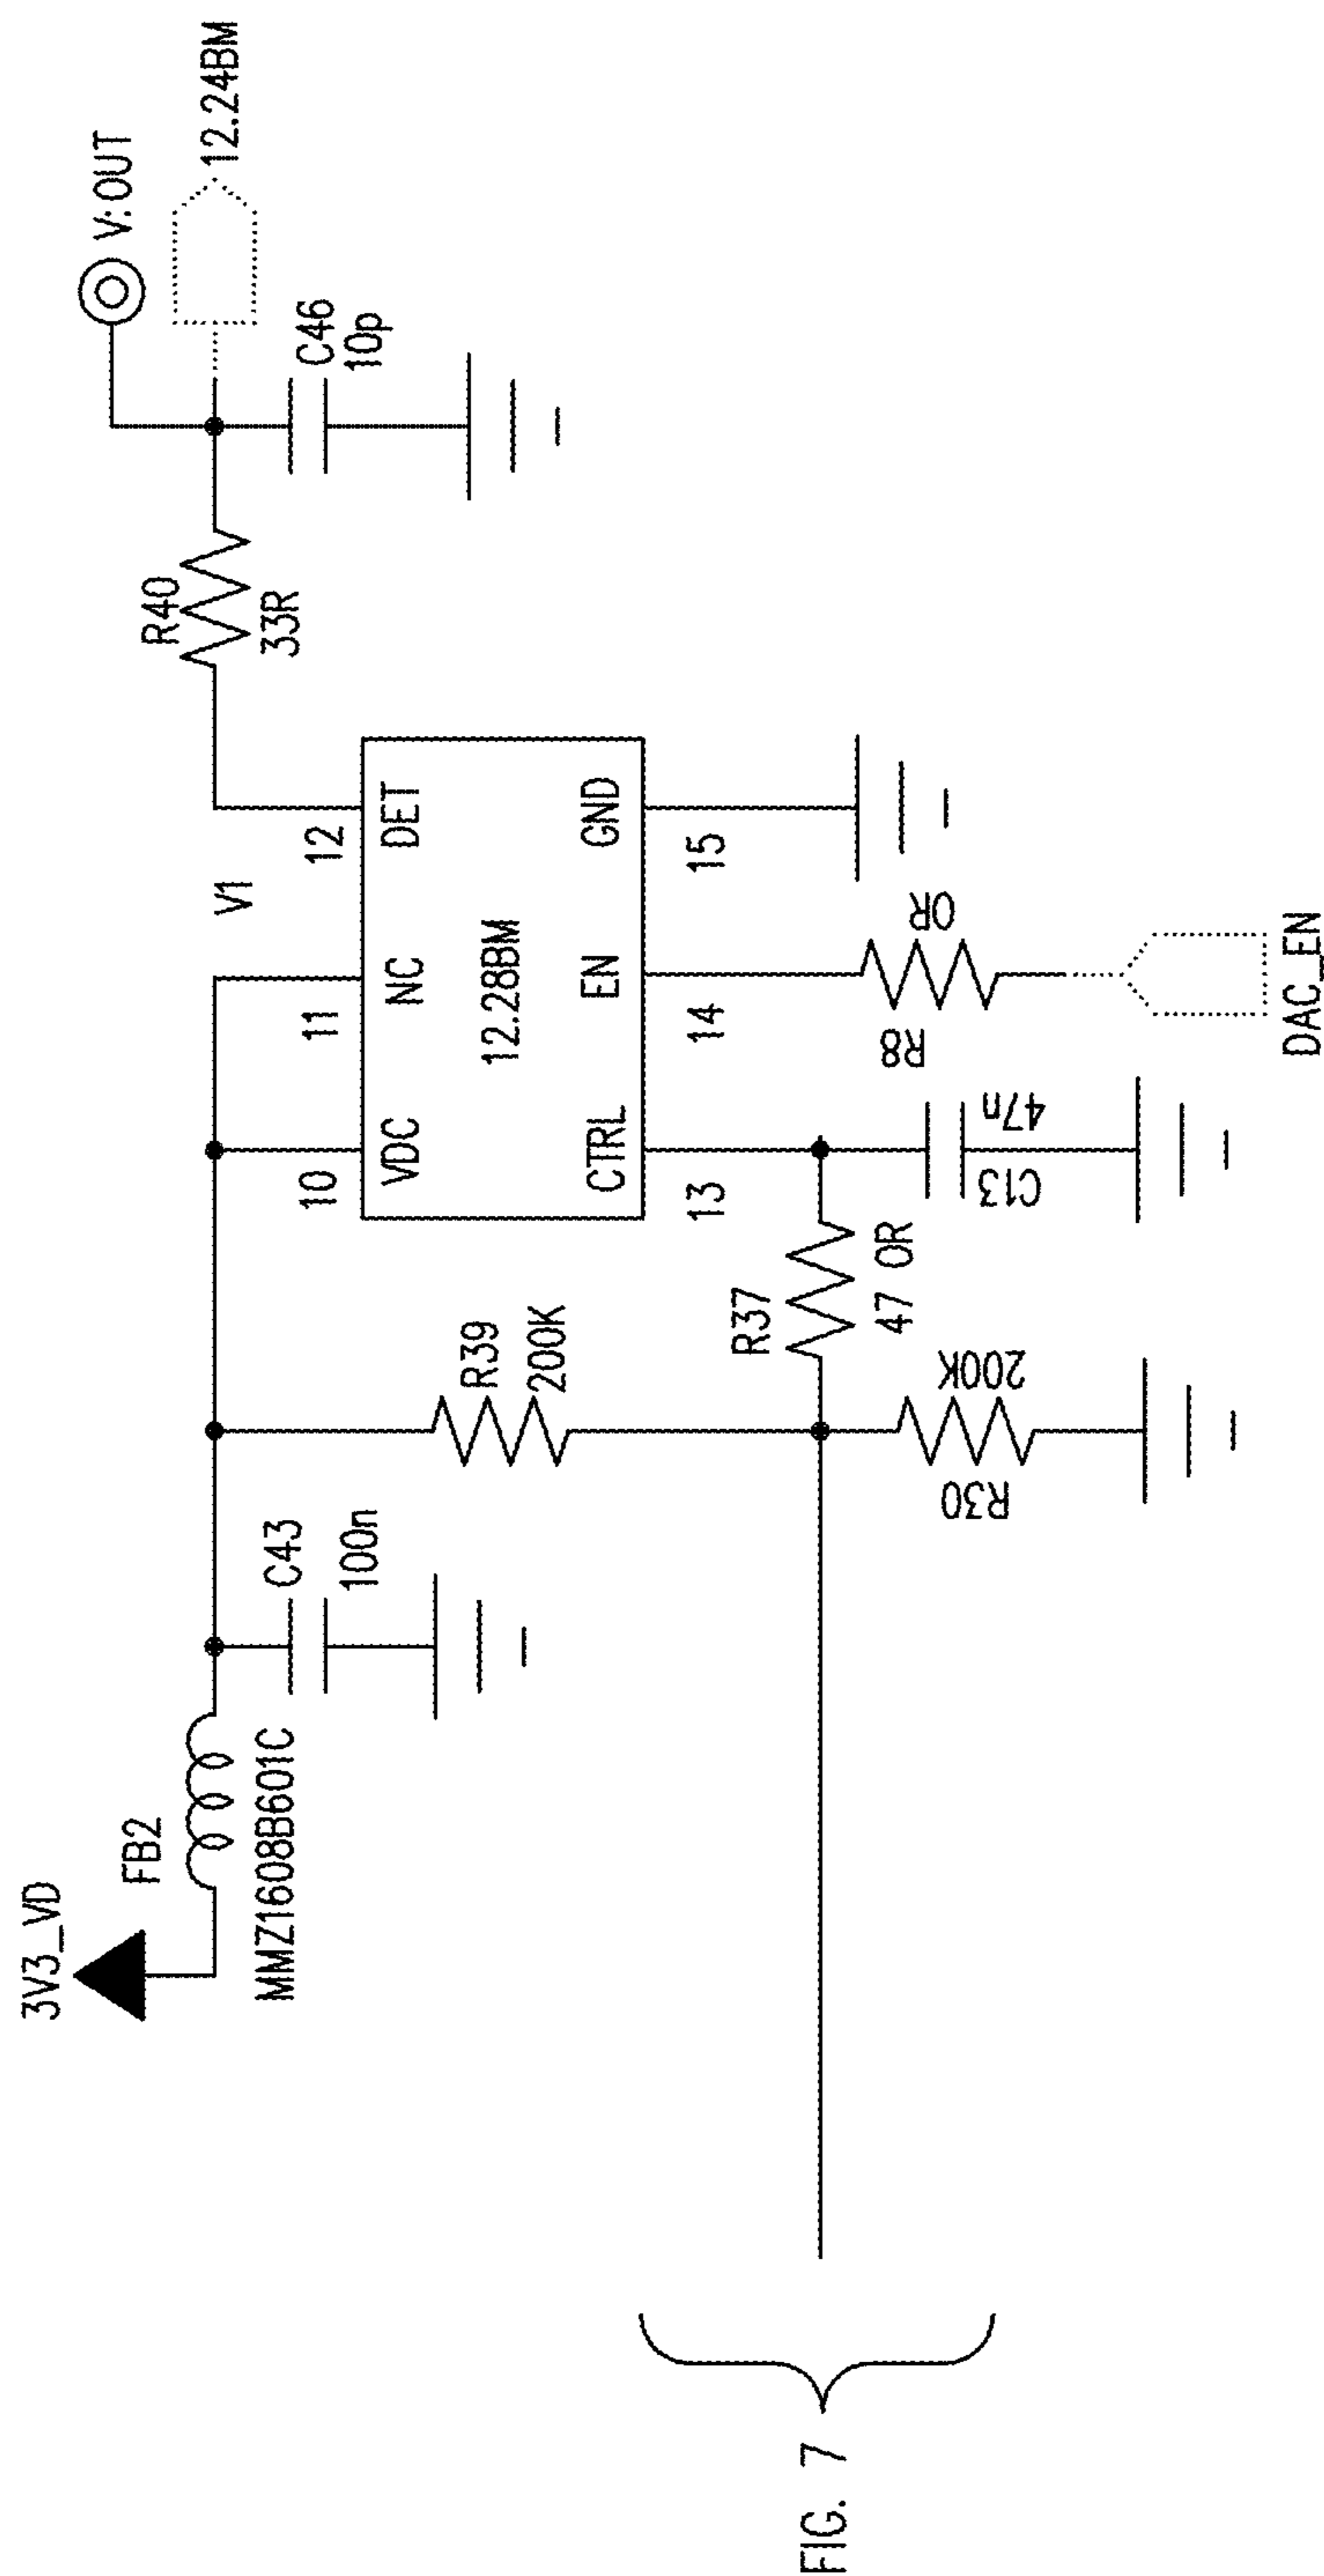 3V3_VD
FB2
MMZ1608B601C
C43
100n
R39
200K
V1
10
11
12
VDC
NC
DET
12.28BM
CTRL
EN
GND
13
14
15
R40
33R
V:OUT
12.24BM
C46
10p
R37
47 0R
R30
200K
C13
47n
R8
0R
DAC_EN
FIG. 7